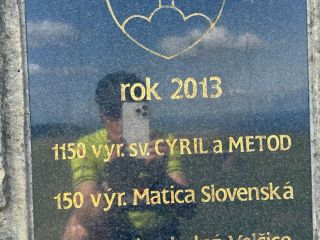 rok 2013
1150 výr. sv. CYRIL a METOD
150 výr. Matica Slovenská